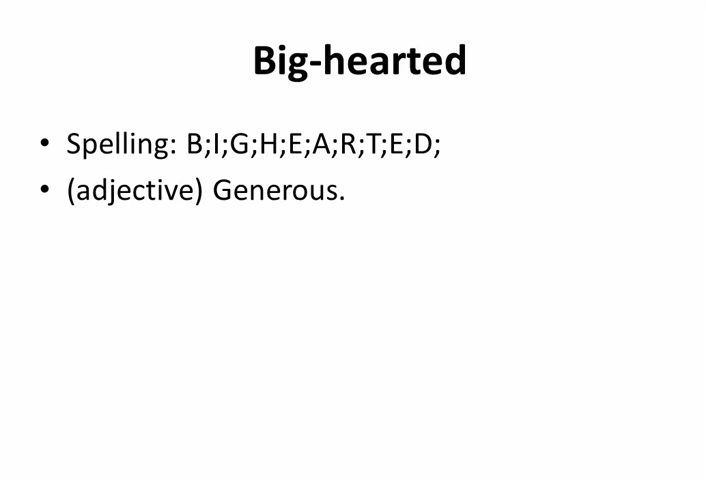 Big-hearted
• Spelling: B;I;G;H;E;A;R;T;E;D;
• (adjective) Generous.